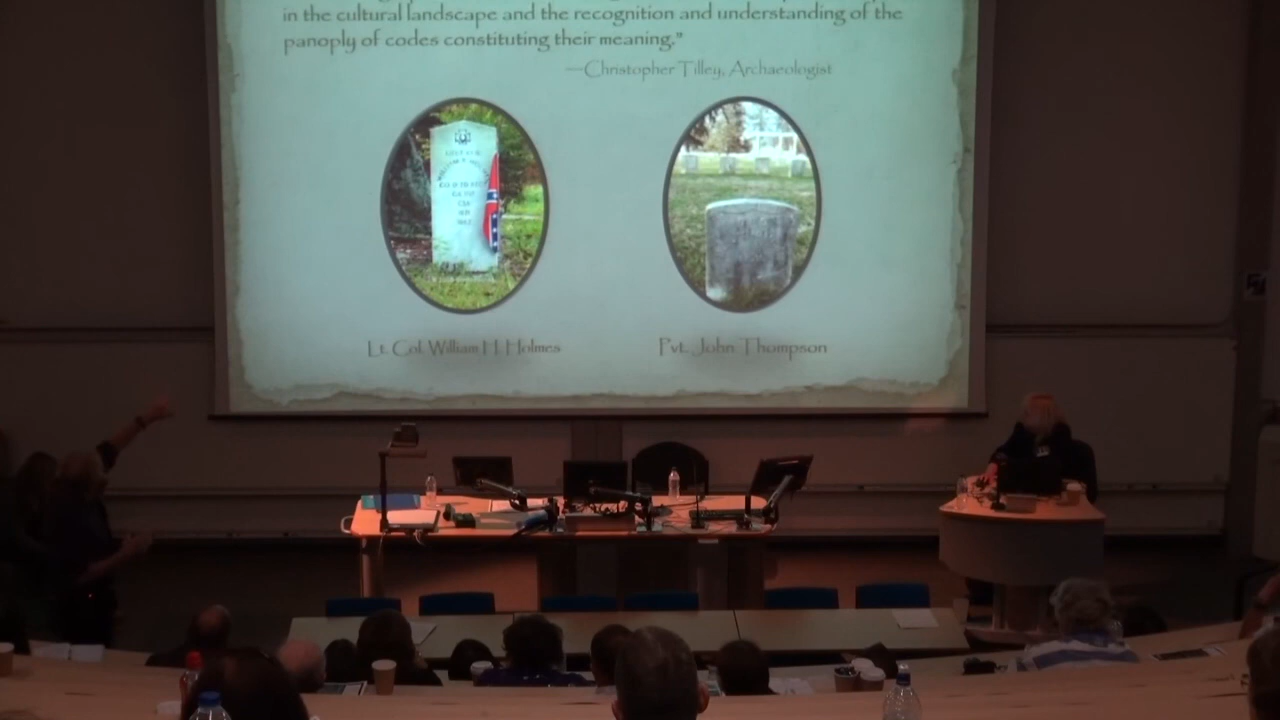 in the cultural landscape and the recognition and understanding of the
panoply of codes constituting their meaning."
—Christopher Tilley, Archaeologist
Lt. Col. William H Holmes
Pvt. John Thompson